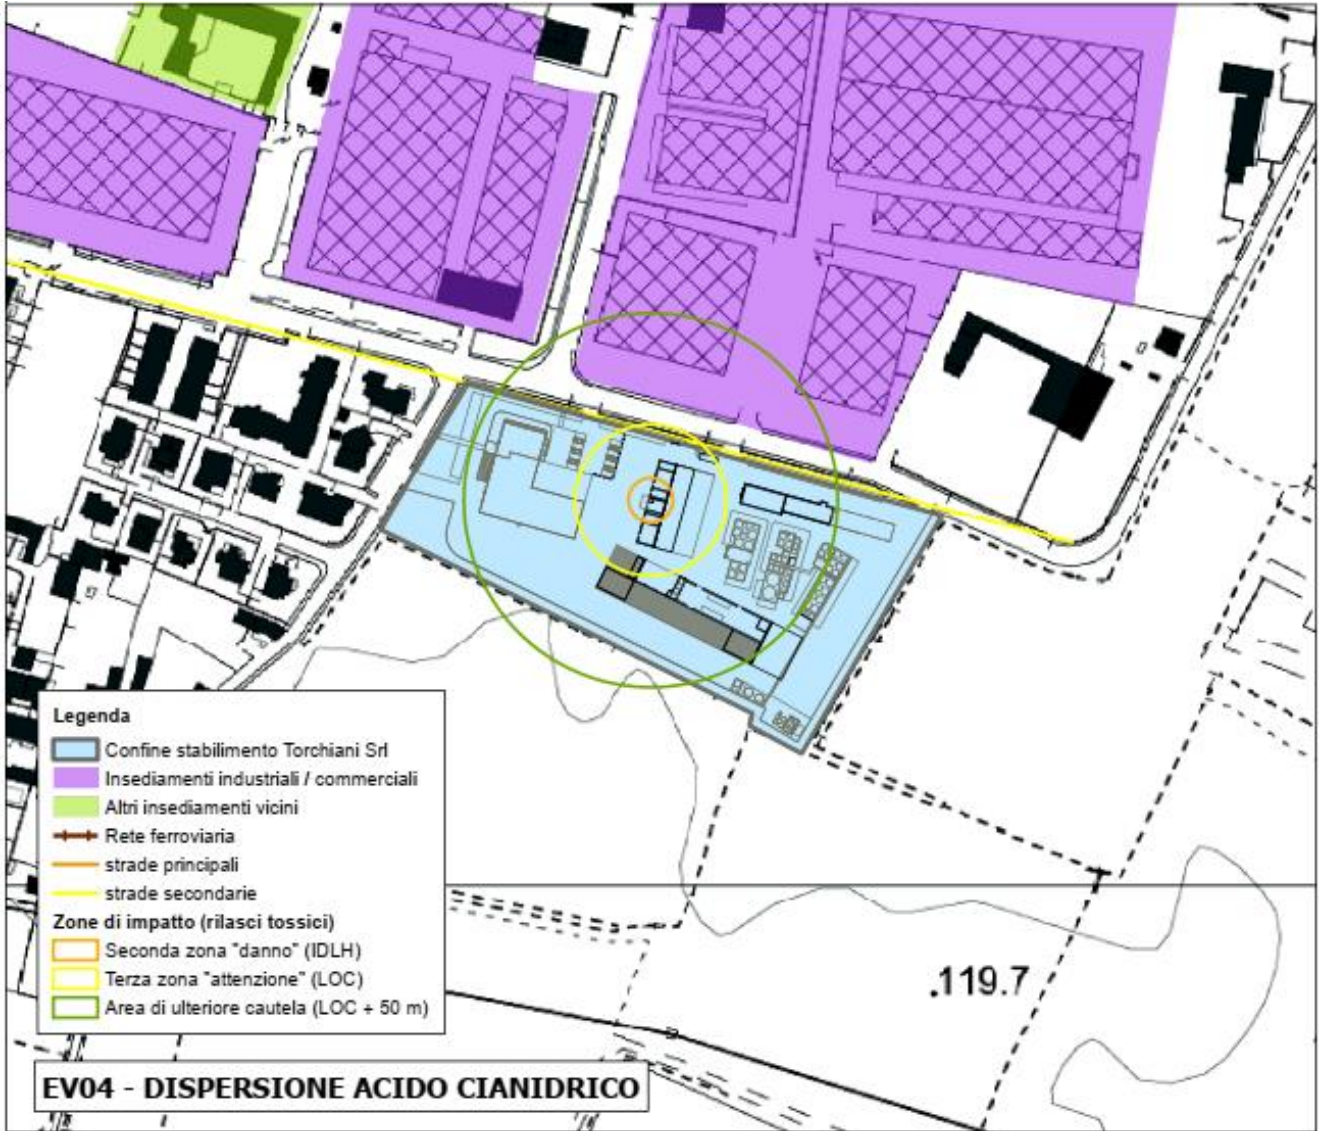 Legenda
Confine stabilimento Torchiani Srl
Insediamenti industriali / commerciali
Altri insediamenti vicini
Rete ferroviaria
strade principali
strade secondarie
Zone di impatto (rilasci tossici)
Seconda zona "danno" (IDLH)
Terza zona "attenzione" (LOC)
Area di ulteriore cautela (LOC + 50 m)
.119.7
EV04 - DISPERSIONE ACIDO CIANIDRICO